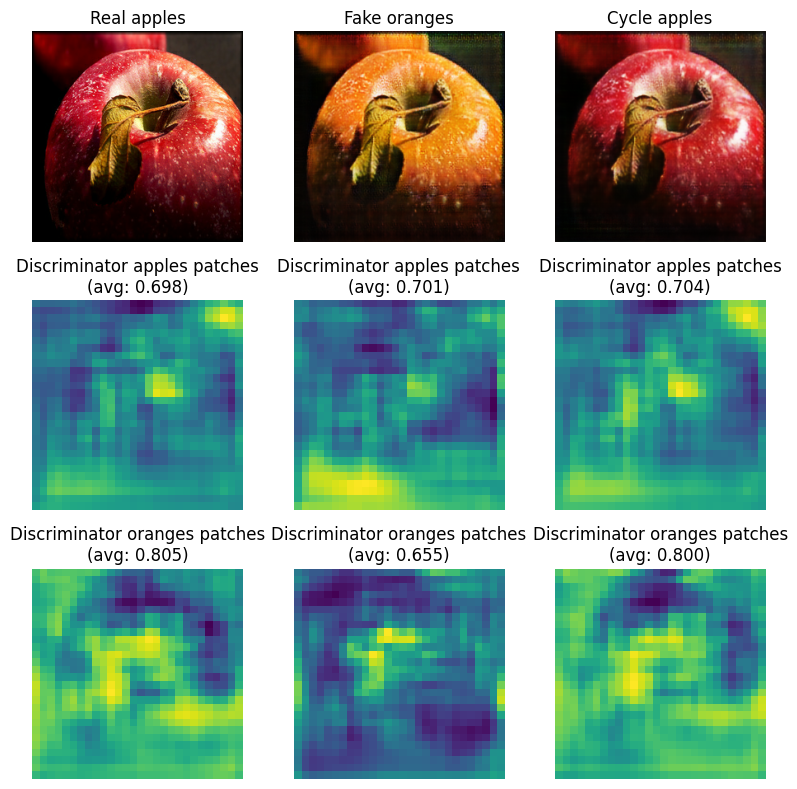 Real apples
Fake oranges
Cycle apples
Discriminator apples patches
(avg: 0.698)
Discriminator apples patches
(avg: 0.701)
Discriminator apples patches
(avg: 0.704)
Discriminator oranges patches
(avg: 0.805)
Discriminator oranges patches
(avg: 0.655)
Discriminator oranges patches
(avg: 0.800)